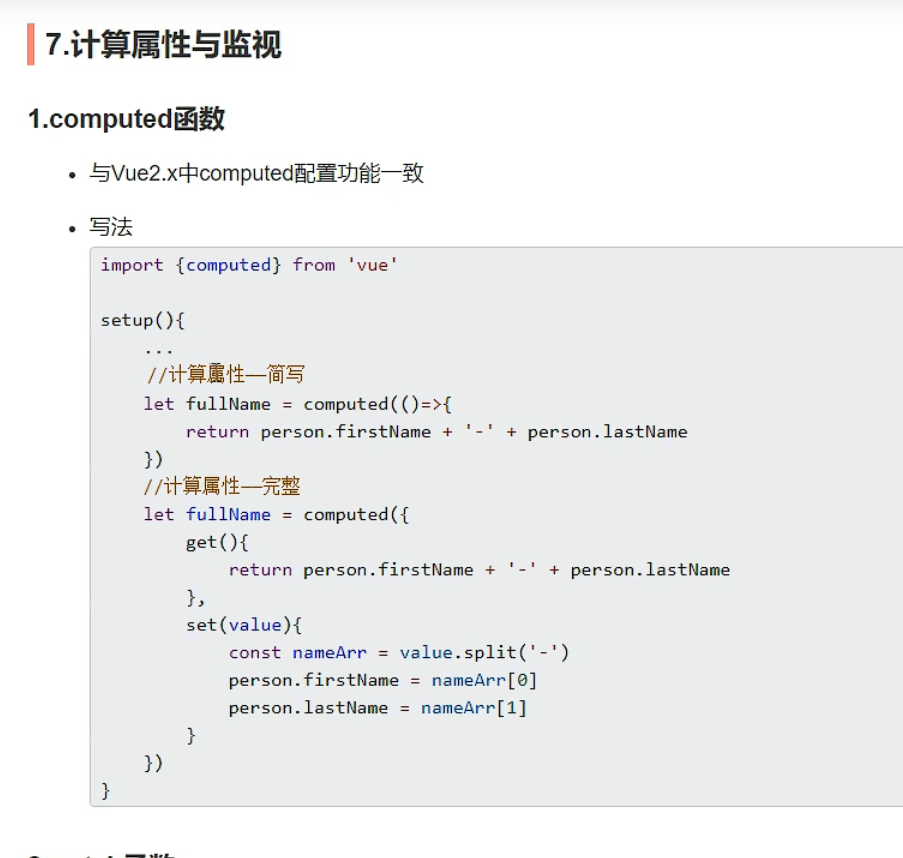 7.计算属性与监视
1.computed函数
与Vue2.x中computed配置功能一致
写法
import {computed} from 'vue'
setup(){
...
//计算属性——简写
let fullName = computed(()=>{
return person.firstName + '-' + person.lastName
})
//计算属性——完整
let fullName = computed({
get(){
return person.firstName + '-' + person.lastName
},
set(value){
const nameArr = value.split('-')
person.firstName = nameArr[0]
person.lastName = nameArr[1]
}
})
}